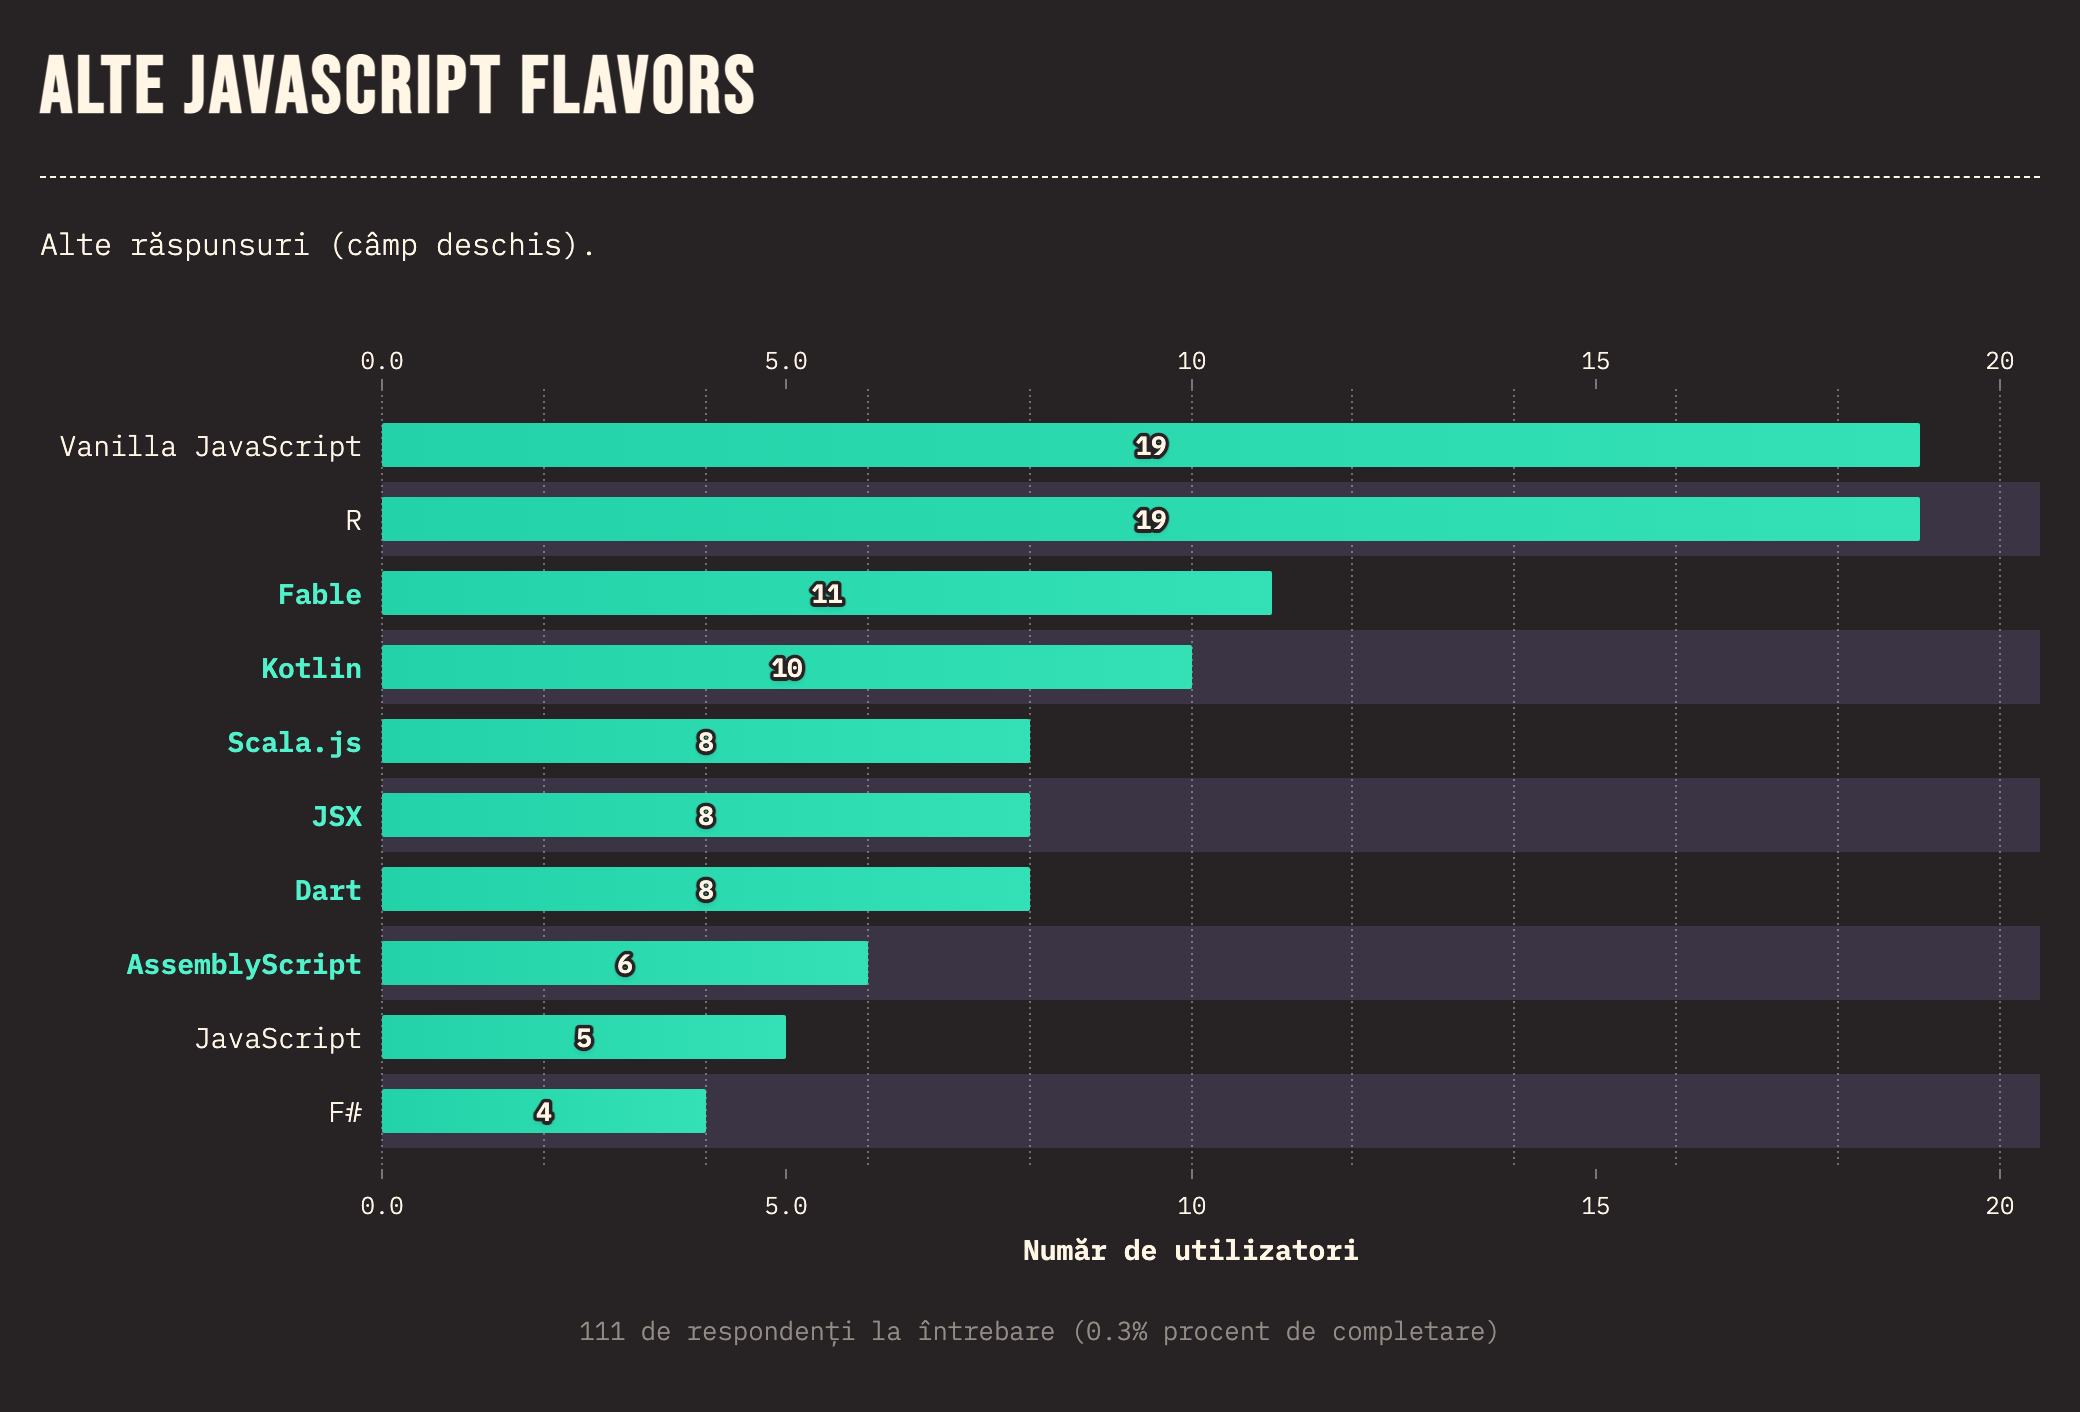 ALTE JAVASCRIPT FLAVORS
Alte răspunsuri (câmp deschis).
0.0 5.0 10 15 20
Vanilla JavaScript 19
R 19
Fable 11
Kotlin 10
Scala.js 8
JSX 8
Dart 8
AssemblyScript 6
JavaScript 5
F# 4
0.0 5.0 10 15 20
Număr de utilizatori
111 de respondenți la întrebare (0.3% procent de completare)